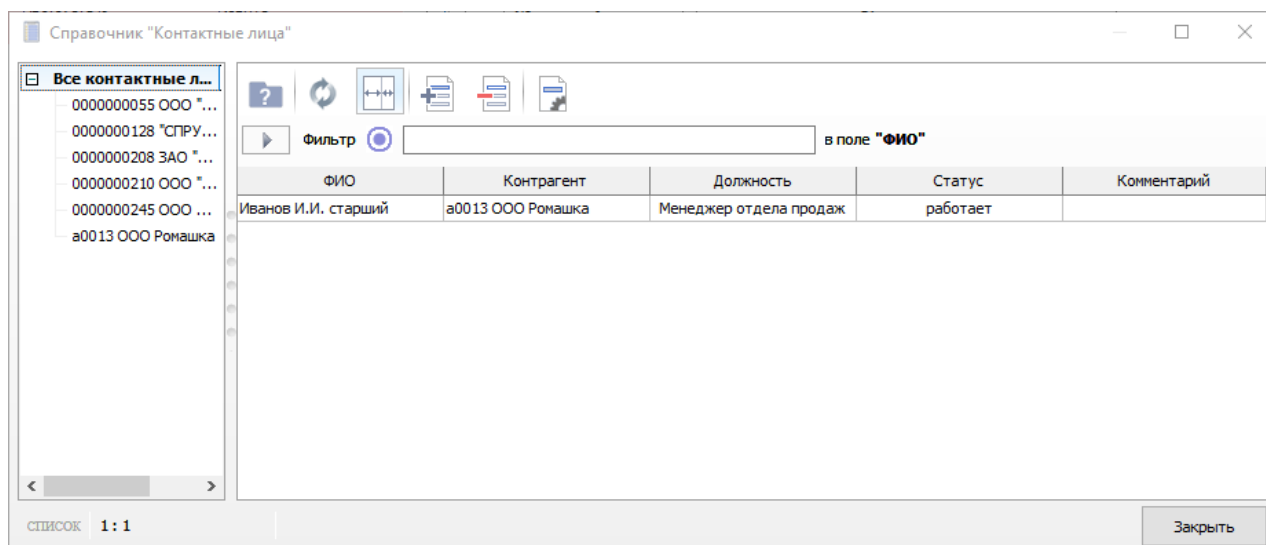 Справочник "Контактные лица"
Все контактные л...
0000000055 ООО "...
0000000128 "СПРУ...
0000000208 ЗАО "...
0000000210 ООО "...
0000000245 ООО ...
а0013 ООО Ромашка
Фильтр в поле "ФИО"
ФИО Контрагент Должность Статус Комментарий
Иванов И.И. старший а0013 ООО Ромашка Менеджер отдела продаж работает
список 1:1
Закрыть